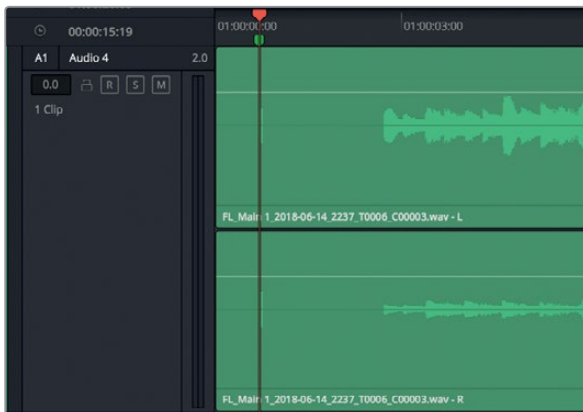 00:00:15:19
01:00:00:00
01:00:03:00
A1 Audio 4 2.0
0.0 R S M
1 Clip
FL_Main 1_2018-06-14_2237_T0006_C00003.wav - L
FL_Main 1_2018-06-14_2237_T0006_C00003.wav - R